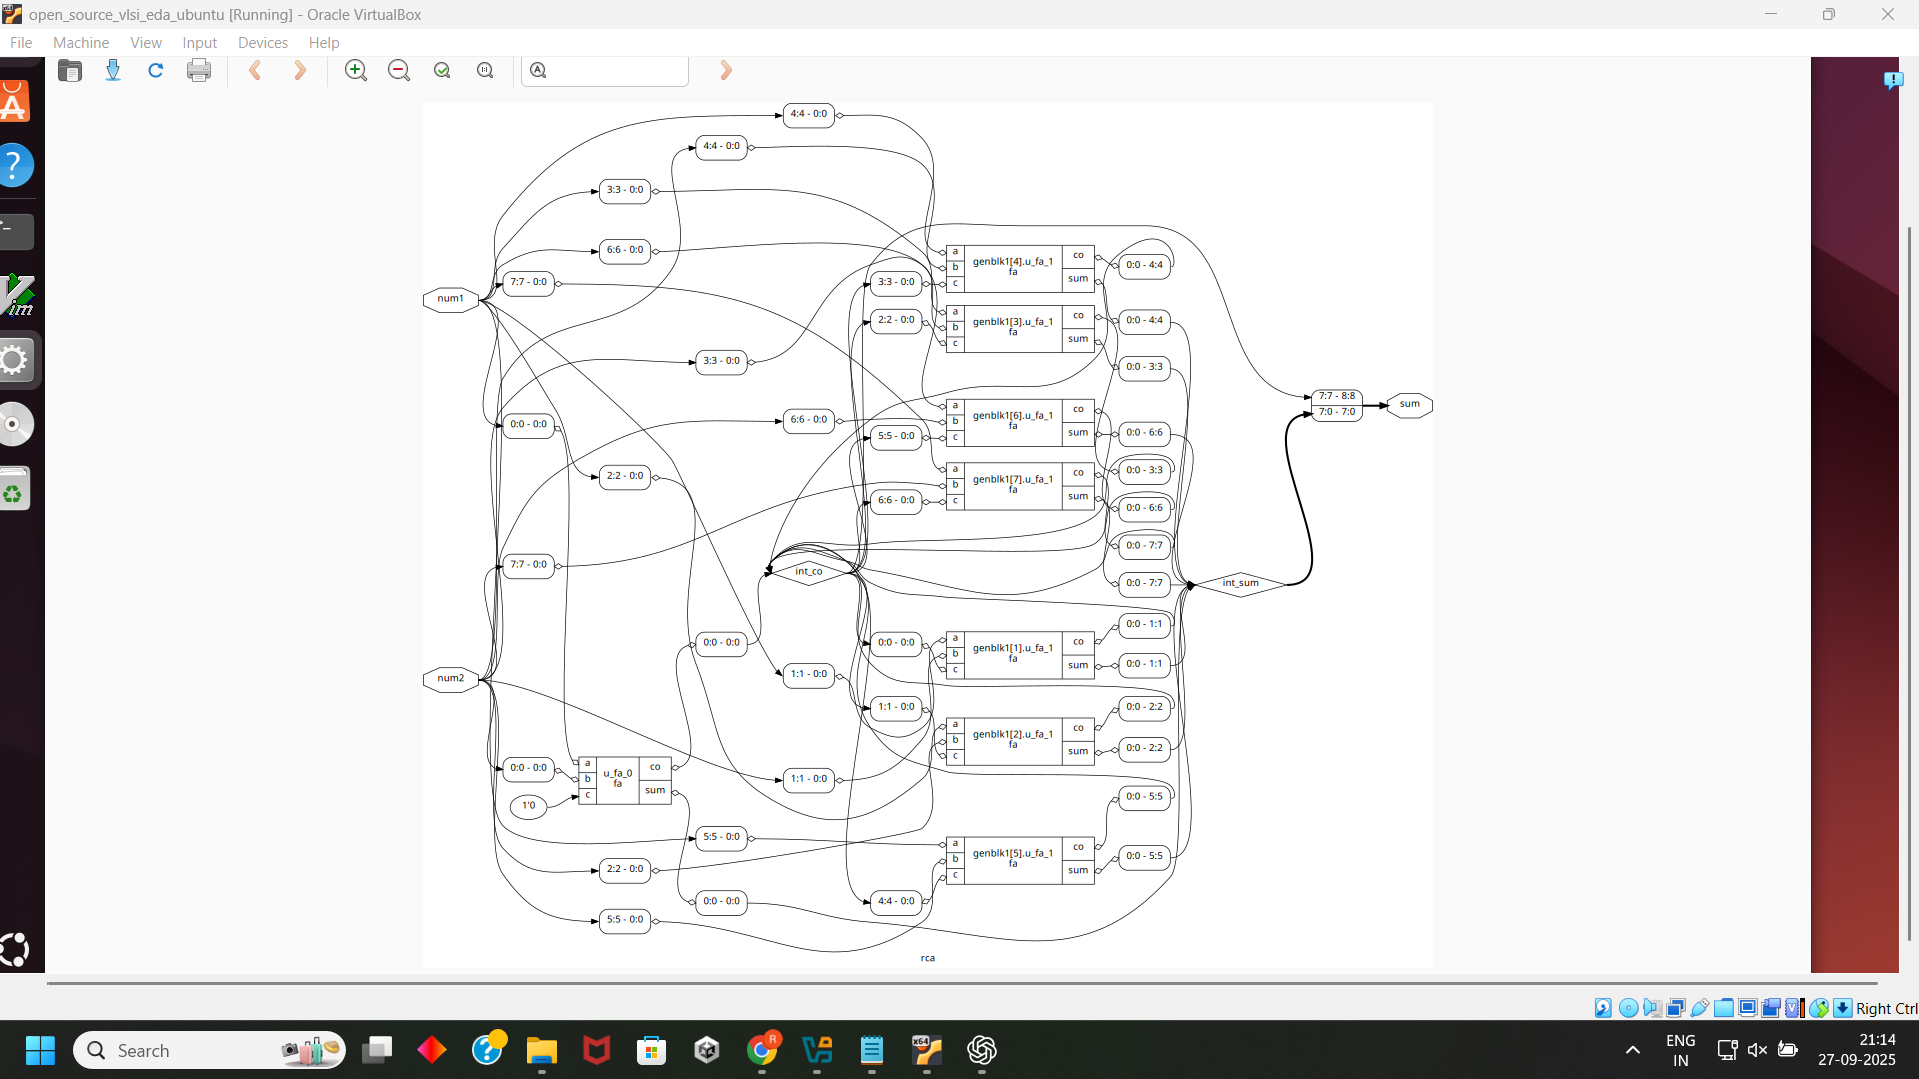 open_source_vlsi_eda_ubuntu [Running] - Oracle VirtualBox
File Machine View Input Devices Help
4:4 - 0:0
4:4 - 0:0
3:3 - 0:0
6:6 - 0:0
7:7 - 0:0
num1
3:3 - 0:0
2:2 - 0:0
a
b
c
genblk1[4].u_fa_1
fa
co
sum
0:0 - 4:4
a
b
c
genblk1[3].u_fa_1
fa
co
sum
0:0 - 4:4
0:0 - 3:3
3:3 - 0:0
7:7 - 8:8
7:0 - 7:0
sum
0:0 - 0:0
6:6 - 0:0
5:5 - 0:0
a
b
c
genblk1[6].u_fa_1
fa
co
sum
0:0 - 6:6
2:2 - 0:0
6:6 - 0:0
a
b
c
genblk1[7].u_fa_1
fa
co
sum
0:0 - 3:3
0:0 - 6:6
0:0 - 7:7
7:7 - 0:0
int_co
0:0 - 7:7
int_sum
0:0 - 0:0
0:0 - 0:0
a
b
c
genblk1[1].u_fa_1
fa
co
sum
0:0 - 1:1
0:0 - 1:1
num2
1:1 - 0:0
1:1 - 0:0
a
b
c
genblk1[2].u_fa_1
fa
co
sum
0:0 - 2:2
0:0 - 2:2
0:0 - 0:0
1'0
a
b
c
u_fa_0
fa
co
sum
1:1 - 0:0
0:0 - 5:5
5:5 - 0:0
2:2 - 0:0
a
b
c
genblk1[5].u_fa_1
fa
co
sum
0:0 - 5:5
0:0 - 0:0
4:4 - 0:0
5:5 - 0:0
rca
Right Ctrl
Search
ENG
IN
21:14
27-09-2025